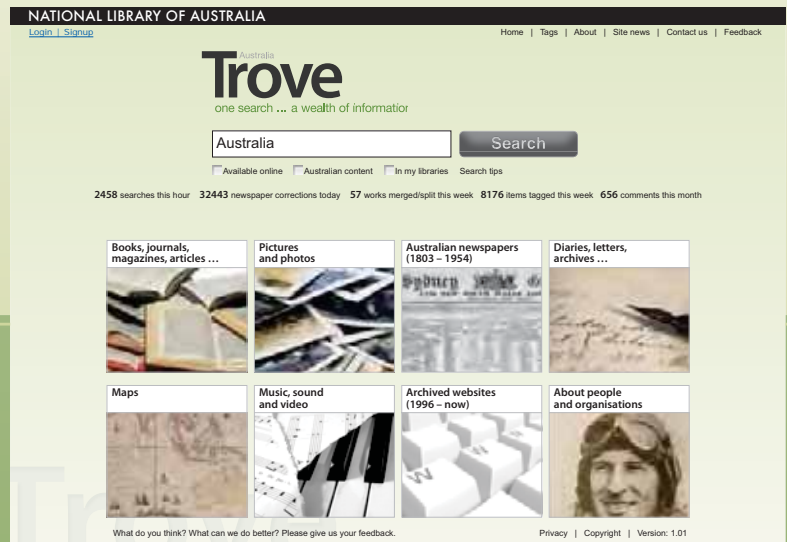 NATIONAL LIBRARY OF AUSTRALIA
Login | Signup
Home | Tags | About | Site news | Contact us | Feedback
Australia
Trove
one search ... a wealth of information
Australia
Search
Available online Australian content In my libraries Search tips
2458 searches this hour 32443 newspaper corrections today 57 works merged/split this week 8176 items tagged this week 656 comments this month
Books, journals,
magazines, articles ...
Pictures
and photos
Australian newspapers
(1803 – 1954)
Diaries, letters,
archives ...
Sydney
Maps
Music, sound
and video
Archived websites
(1996 – now)
About people
and organisations
W W W
Trove
What do you think? What can we do better? Please give us your feedback.
Privacy | Copyright | Version: 1.01